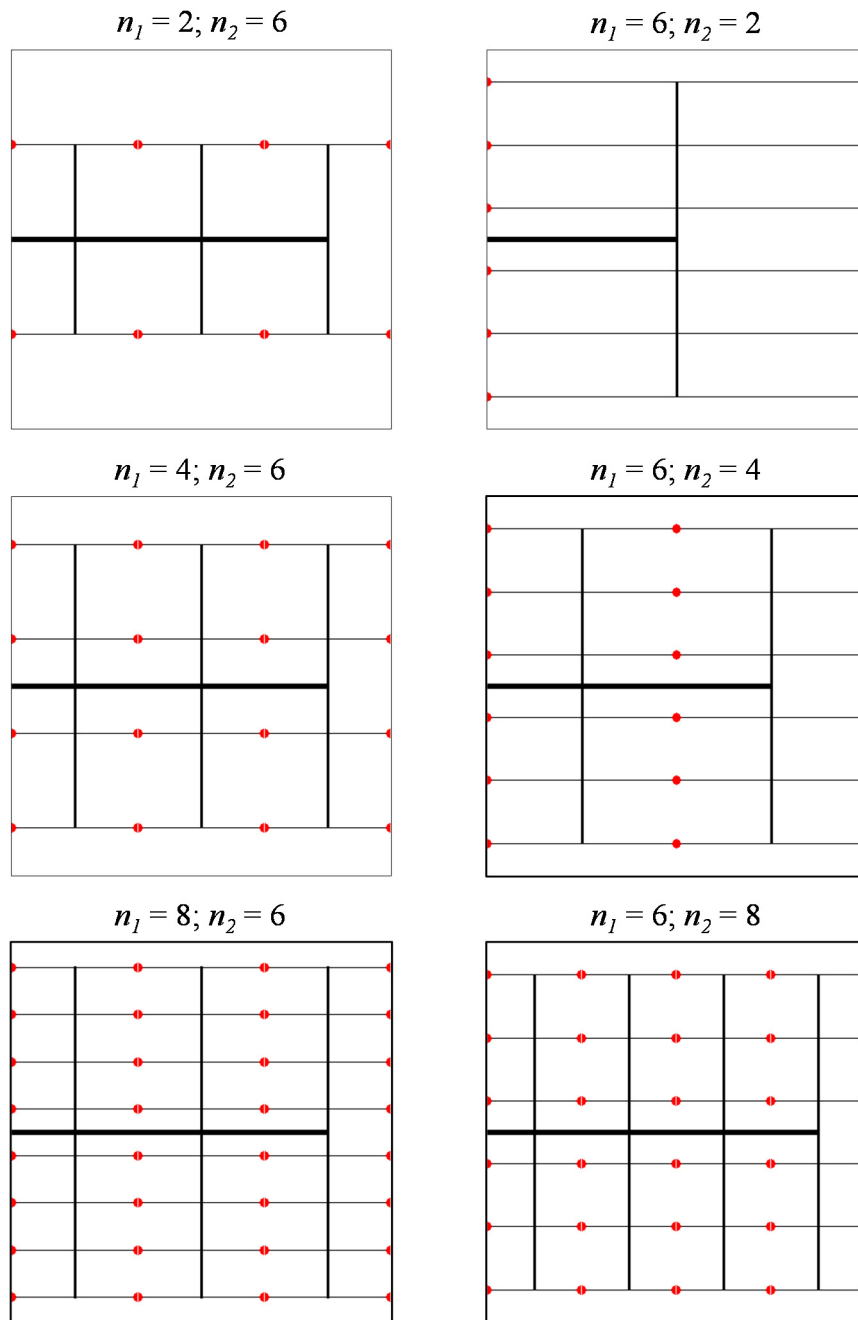 n₁ = 2; n₂ = 6
n₁ = 6; n₂ = 2
n₁ = 4; n₂ = 6
n₁ = 6; n₂ = 4
n₁ = 8; n₂ = 6
n₁ = 6; n₂ = 8